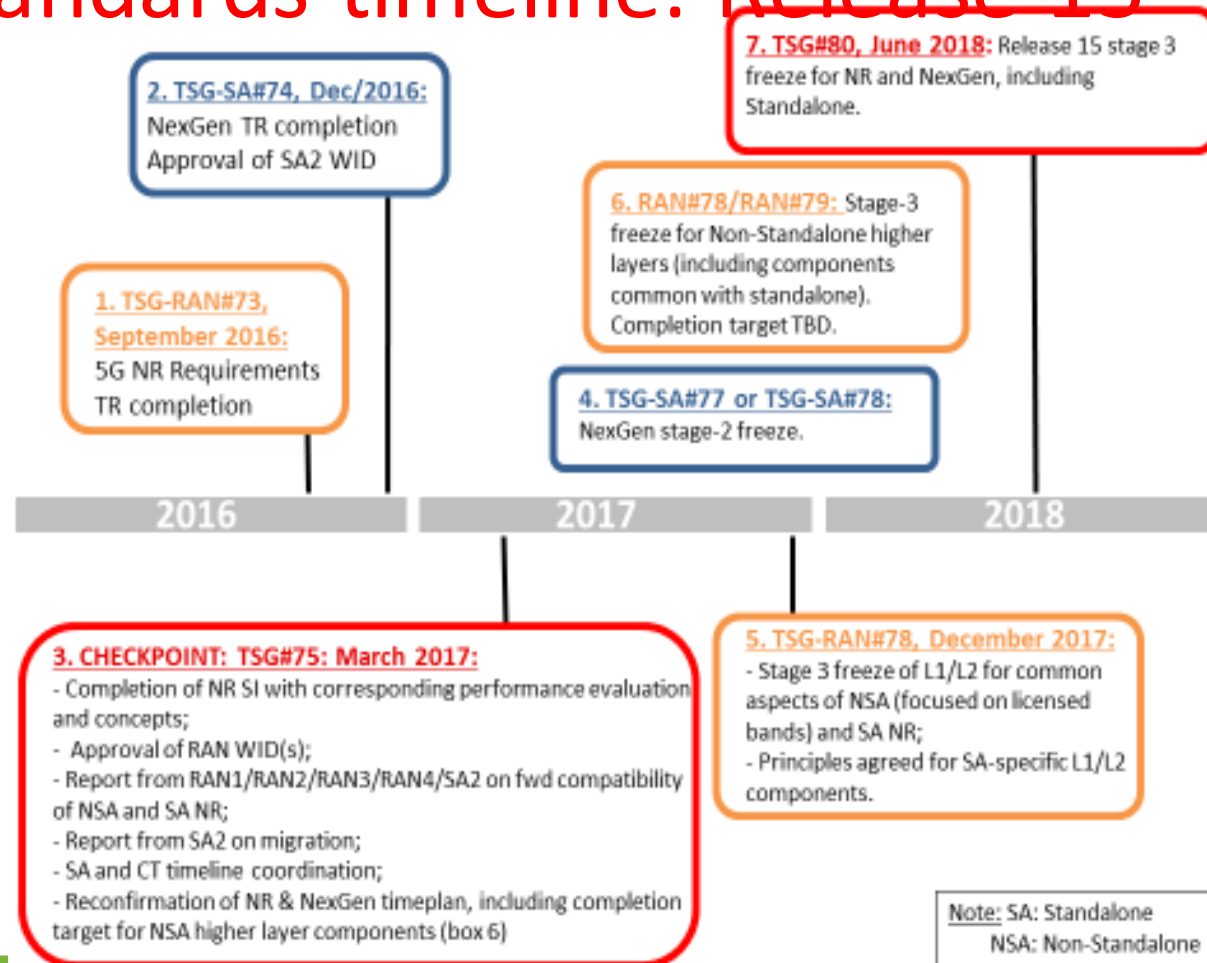 andards timeline: Release 15
7. TSG#80, June 2018: Release 15 stage 3
freeze for NR and NexGen, including
Standalone.
2. TSG-SA#74, Dec/2016:
NexGen TR completion
Approval of SA2 WID
6. RAN#78/RAN#79: Stage-3
freeze for Non-Standalone higher
layers (including components
common with standalone).
Completion target TBD.
1. TSG-RAN#73,
September 2016:
5G NR Requirements
TR completion
4. TSG-SA#77 or TSG-SA#78:
NexGen stage-2 freeze.
2016
2017
2018
3. CHECKPOINT: TSG#75: March 2017:
- Completion of NR SI with corresponding performance evaluation
and concepts;
- Approval of RAN WID(s);
- Report from RAN1/RAN2/RAN3/RAN4/SA2 on fwd compatibility
of NSA and SA NR;
- Report from SA2 on migration;
- SA and CT timeline coordination;
- Reconfirmation of NR & NexGen timeplan, including completion
target for NSA higher layer components (box 6)
5. TSG-RAN#78, December 2017:
- Stage 3 freeze of L1/L2 for common
aspects of NSA (focused on licensed
bands) and SA NR;
- Principles agreed for SA-specific L1/L2
components.
Note: SA: Standalone
NSA: Non-Standalone